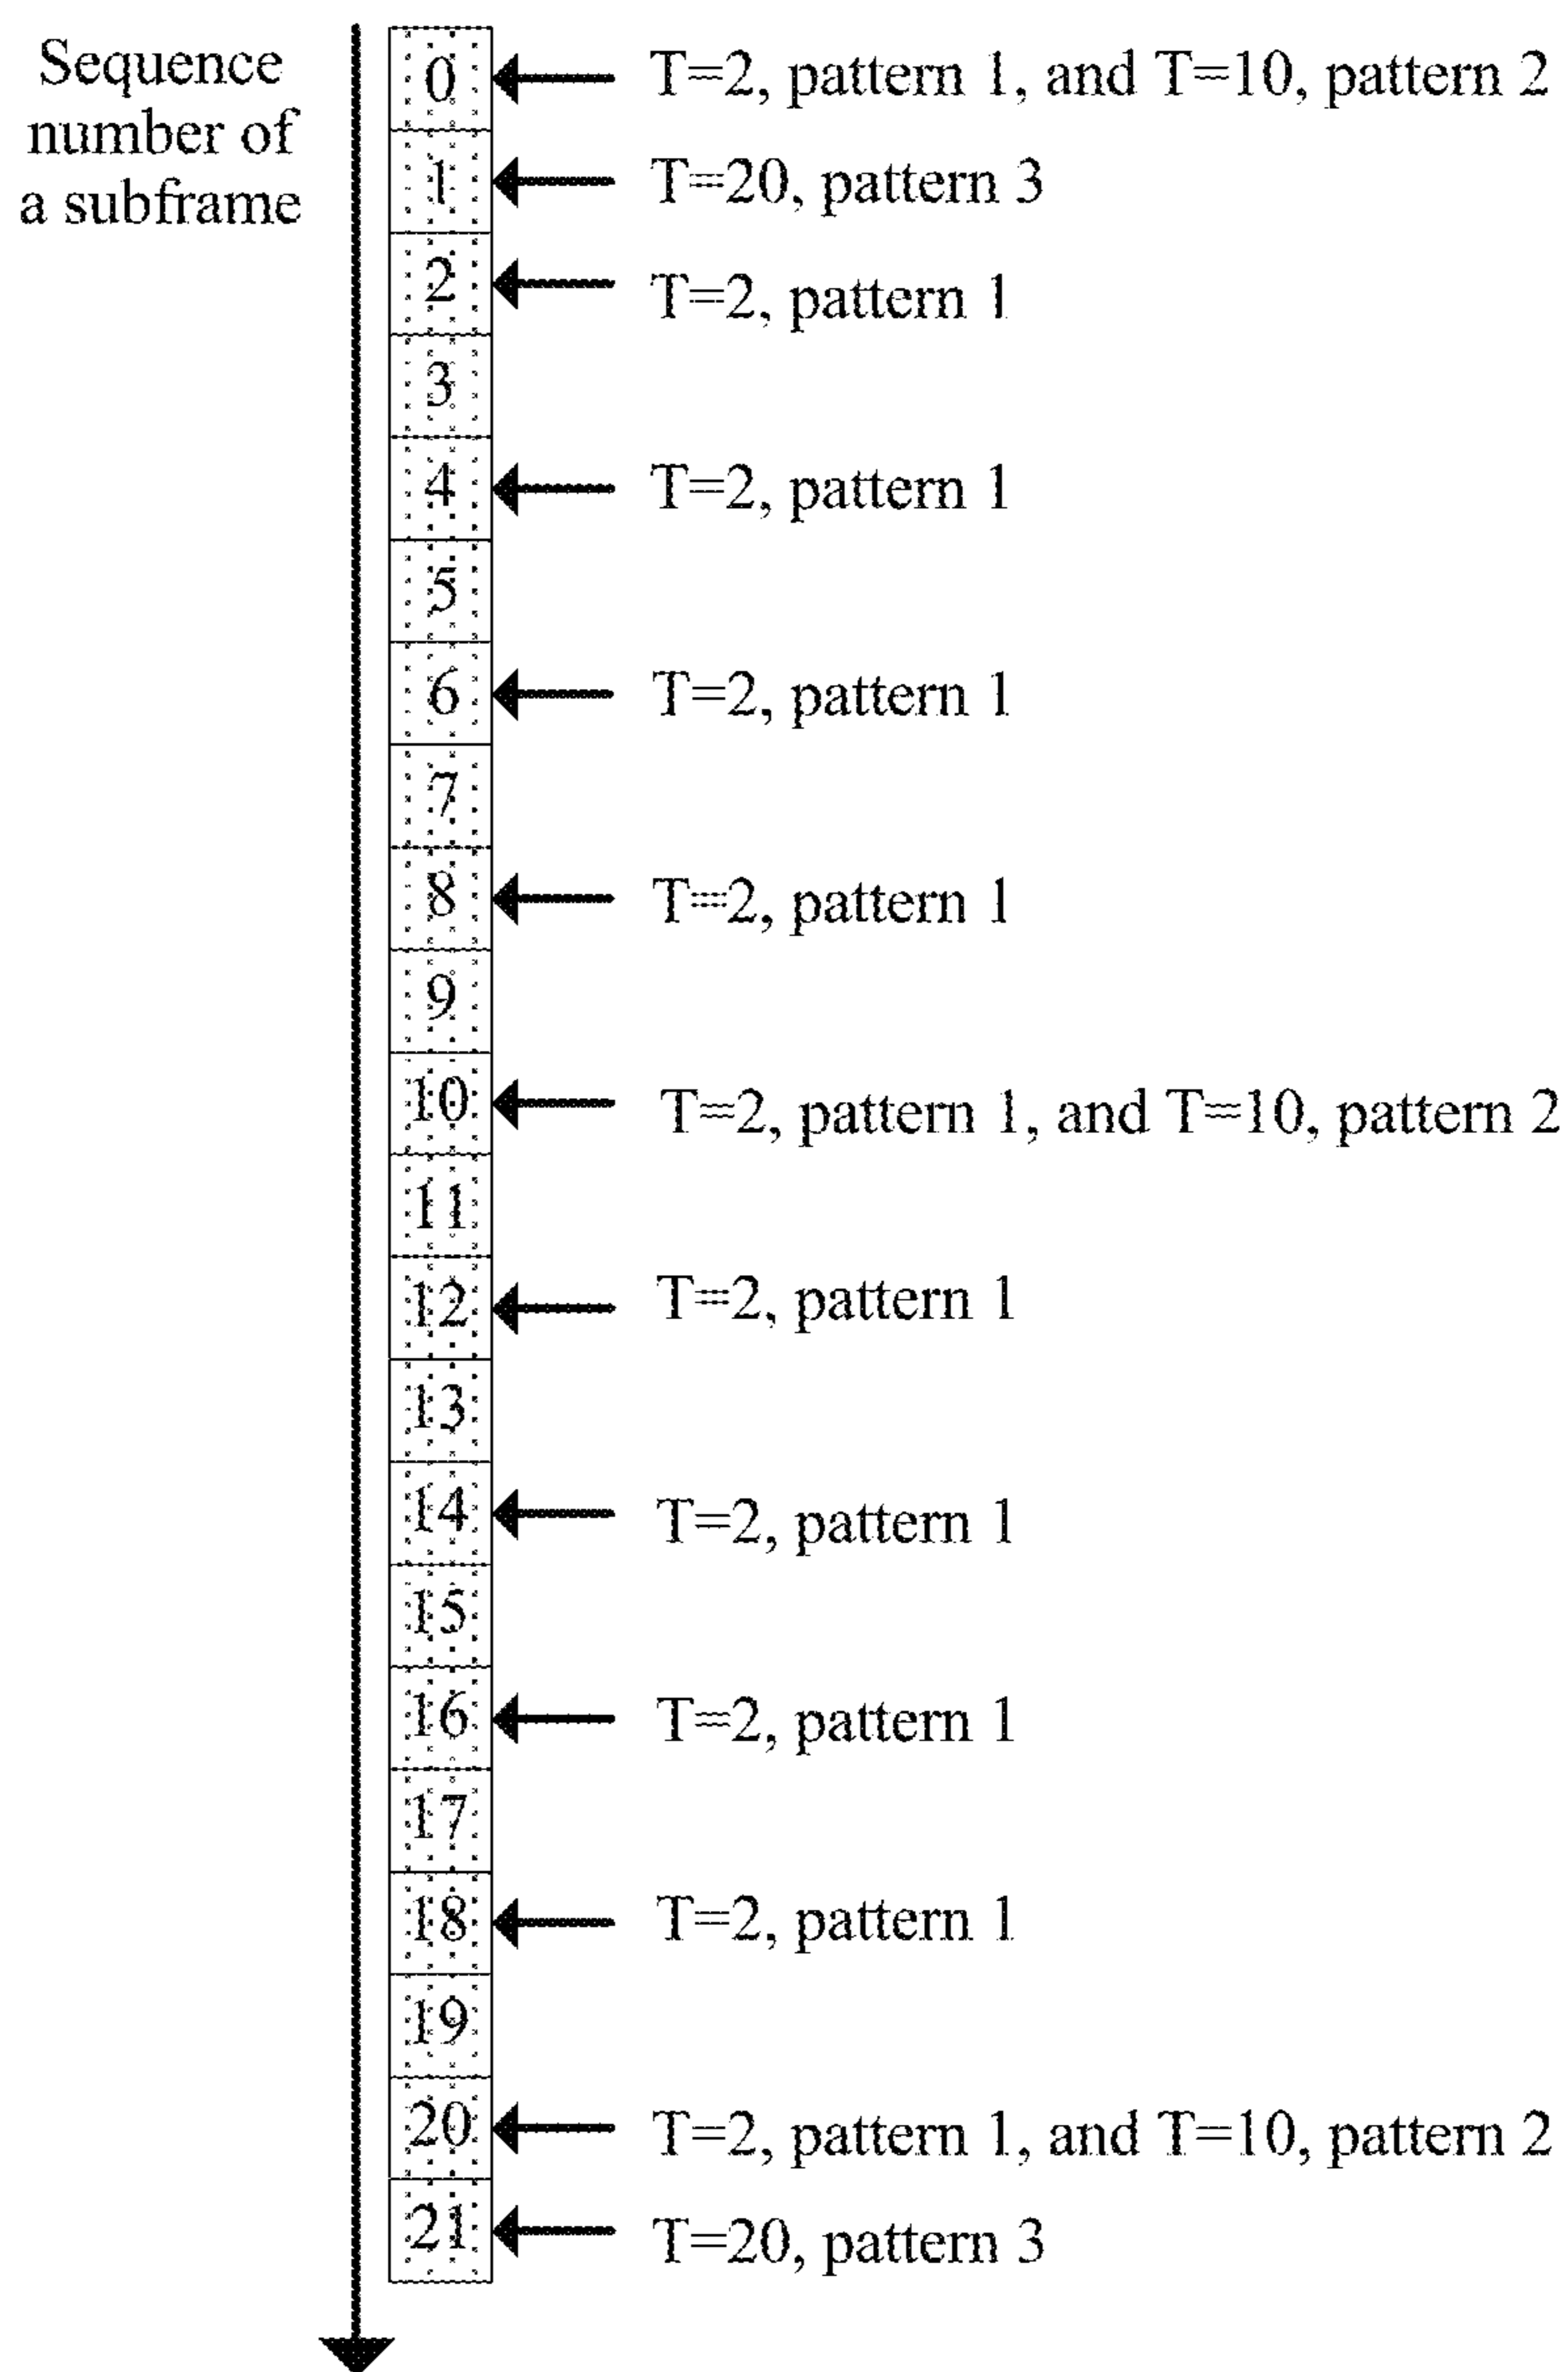 Sequence
number of
a subframe
0 T=2, pattern 1, and T=10, pattern 2
1 T=20, pattern 3
2 T=2, pattern 1
3
4 T=2, pattern 1
5
6 T=2, pattern 1
7
8 T=2, pattern 1
9
10 T=2, pattern 1, and T=10, pattern 2
11
12 T=2, pattern 1
13
14 T=2, pattern 1
15
16 T=2, pattern 1
17
18 T=2, pattern 1
19
20 T=2, pattern 1, and T=10, pattern 2
21 T=20, pattern 3